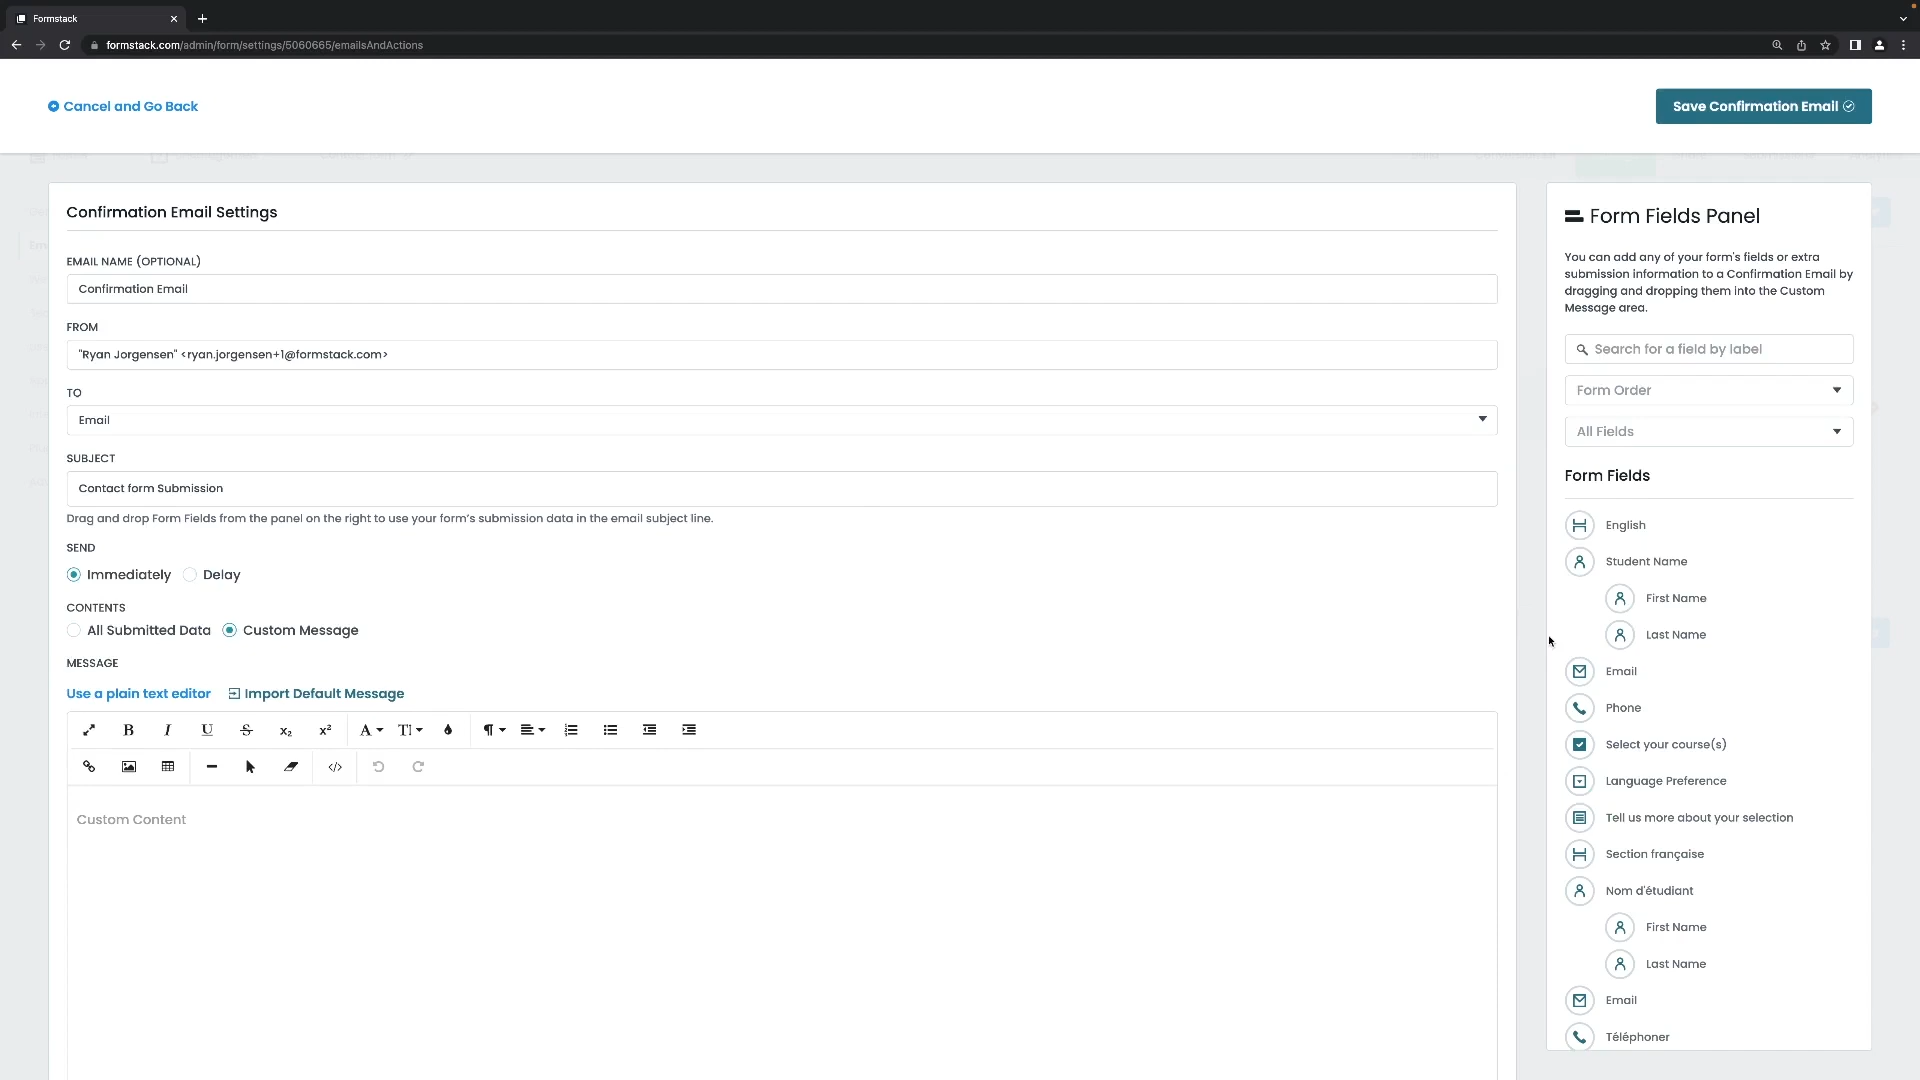 Formstack
formstack.com/admin/form/settings/5060665/emailsAndActions
Cancel and Go Back
Save Confirmation Email
Confirmation Email Settings
EMAIL NAME (OPTIONAL)
Confirmation Email
FROM
"Ryan Jorgensen" <ryan.jorgensen+1@formstack.com>
TO
Email
SUBJECT
Contact form Submission
Drag and drop Form Fields from the panel on the right to use your form's submission data in the email subject line.
SEND
Immediately Delay
CONTENTS
All Submitted Data Custom Message
MESSAGE
Use a plain text editor Import Default Message
Custom Content
Form Fields Panel
You can add any of your form's fields or extra
submission information to a Confirmation Email by
dragging and dropping them into the Custom
Message area.
Search for a field by label
Form Order
All Fields
Form Fields
English
Student Name
First Name
Last Name
Email
Phone
Select your course(s)
Language Preference
Tell us more about your selection
Section française
Nom d'étudiant
First Name
Last Name
Email
Téléphoner